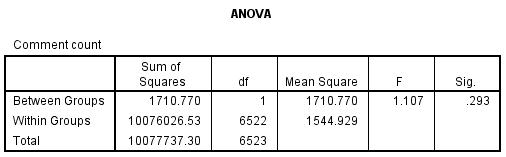 ANOVA
Comment count
Sum of
Squares df Mean Square F Sig.
Between Groups 1710.770 1 1710.770 1.107 .293
Within Groups 10076026.53 6522 1544.929
Total 10077737.30 6523